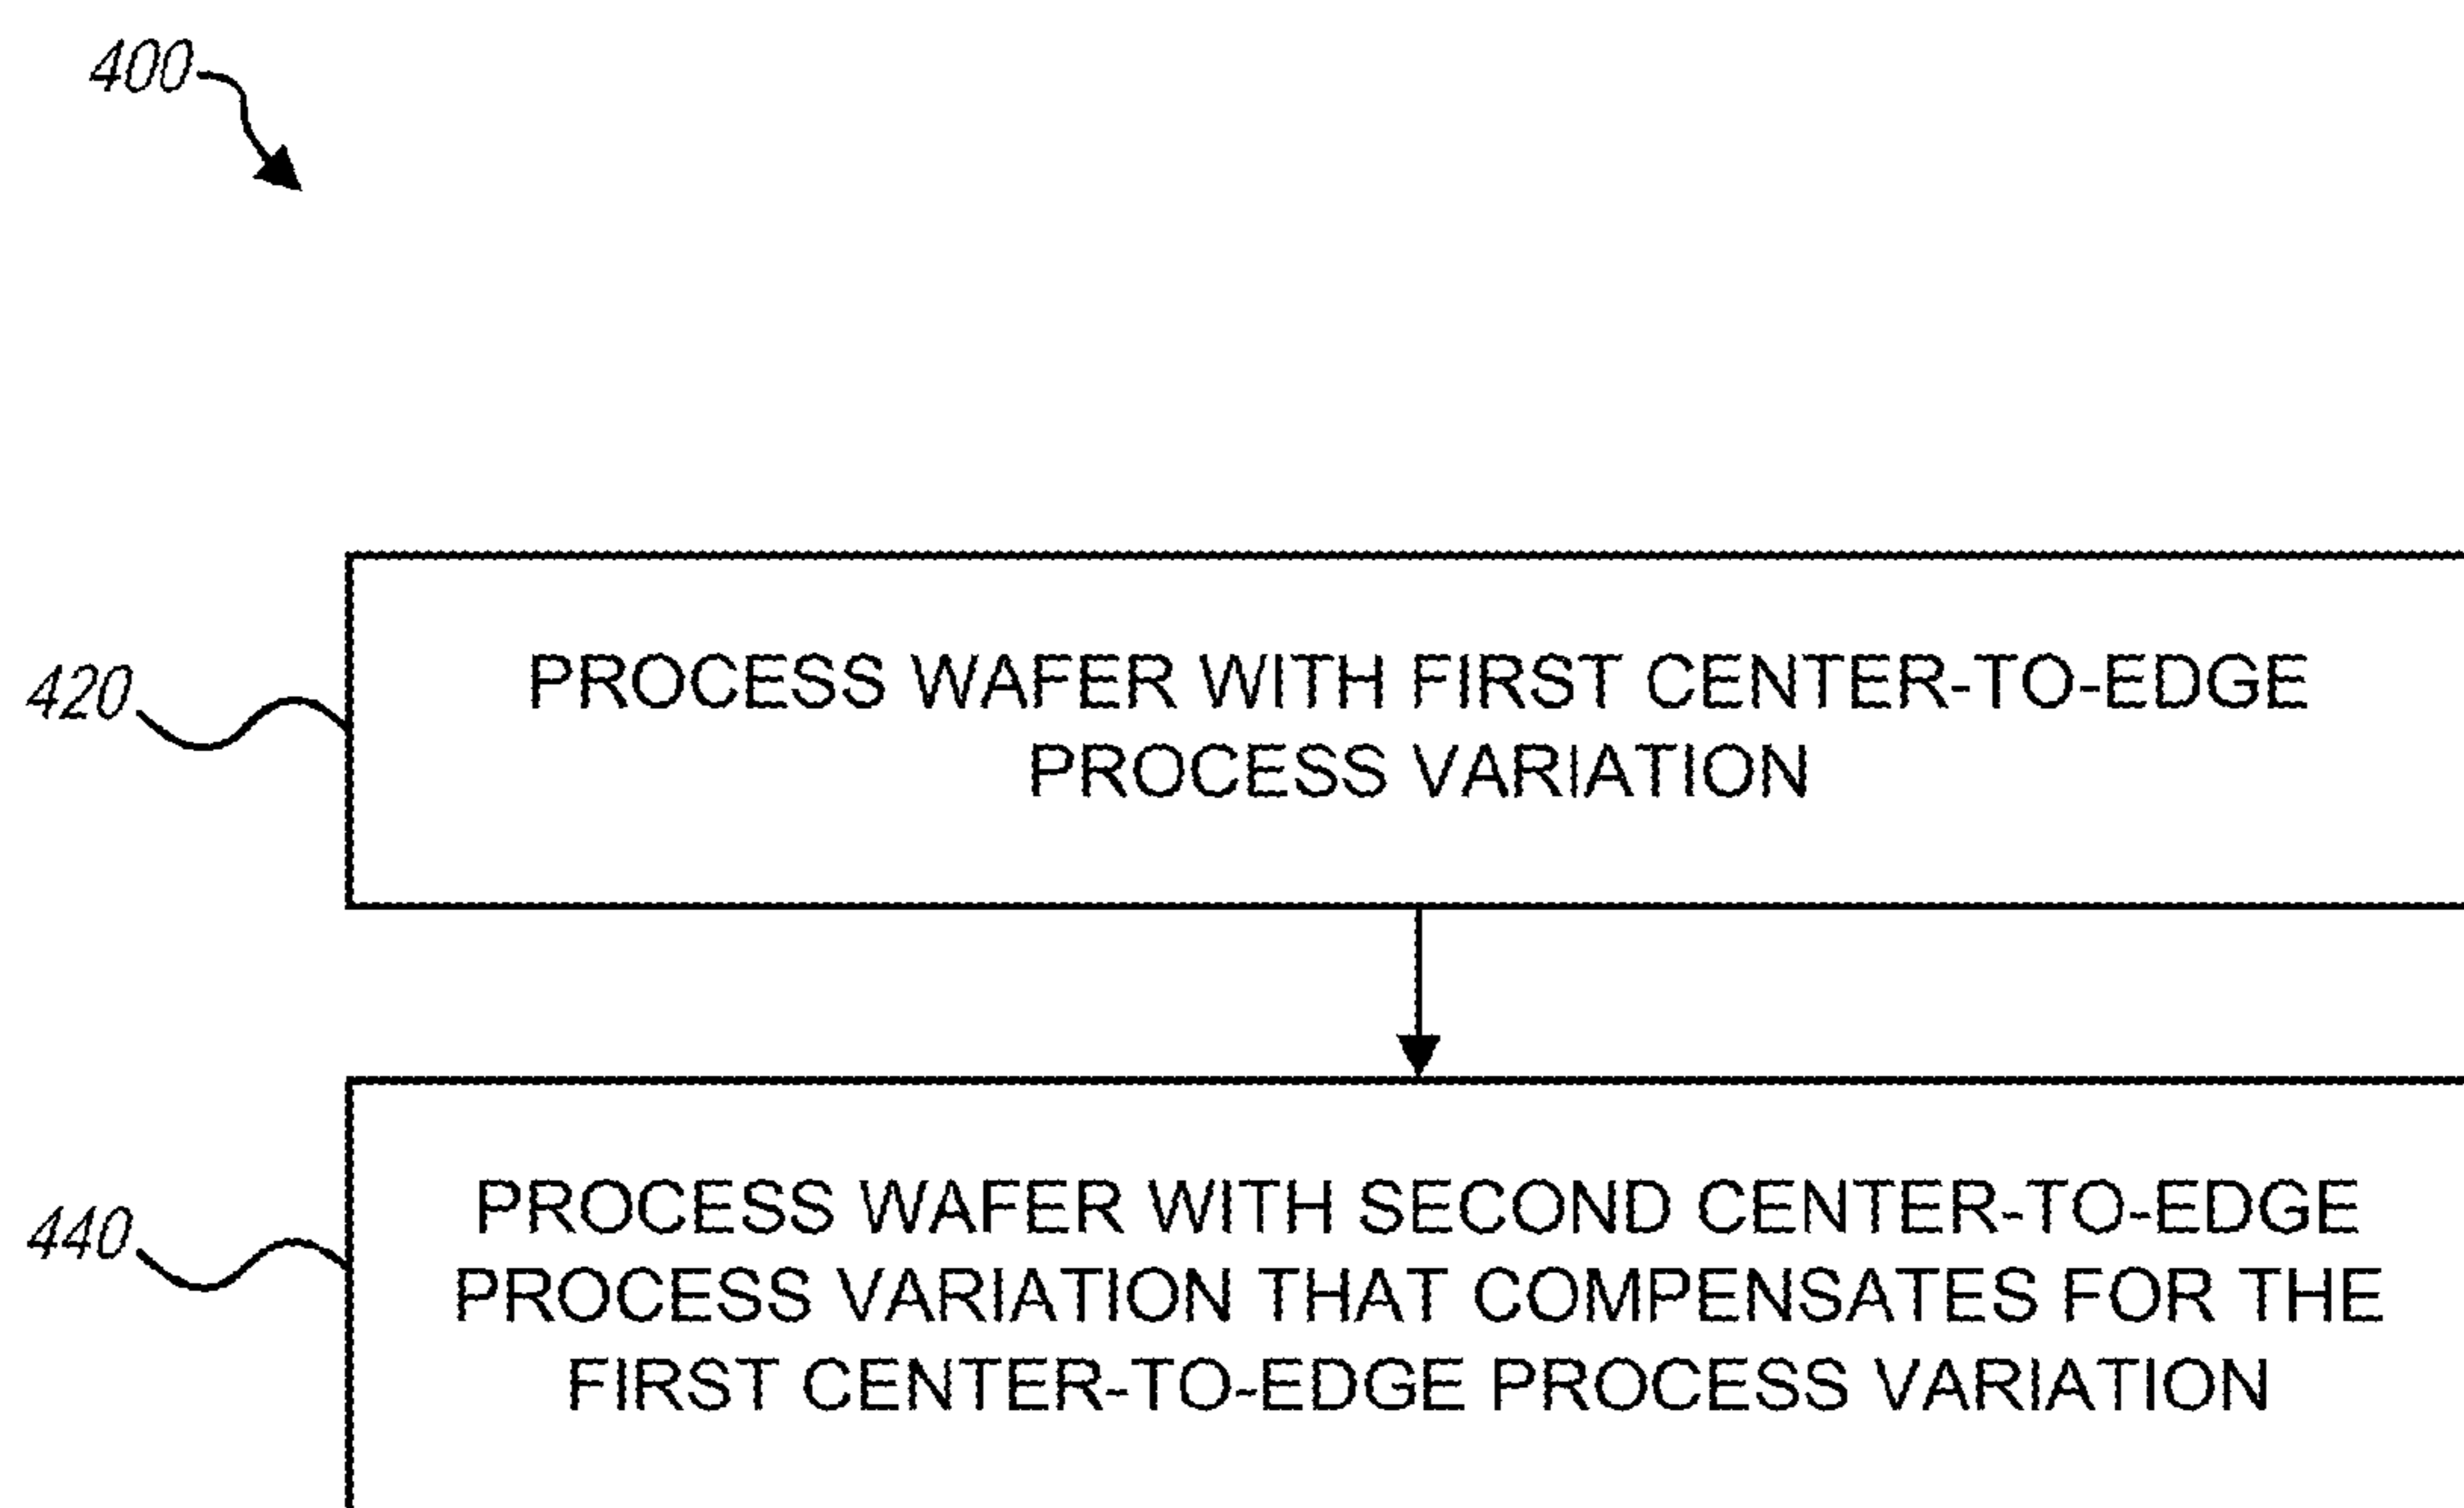 400
420
PROCESS WAFER WITH FIRST CENTER-TO-EDGE
PROCESS VARIATION
440
PROCESS WAFER WITH SECOND CENTER-TO-EDGE
PROCESS VARIATION THAT COMPENSATES FOR THE
FIRST CENTER-TO-EDGE PROCESS VARIATION